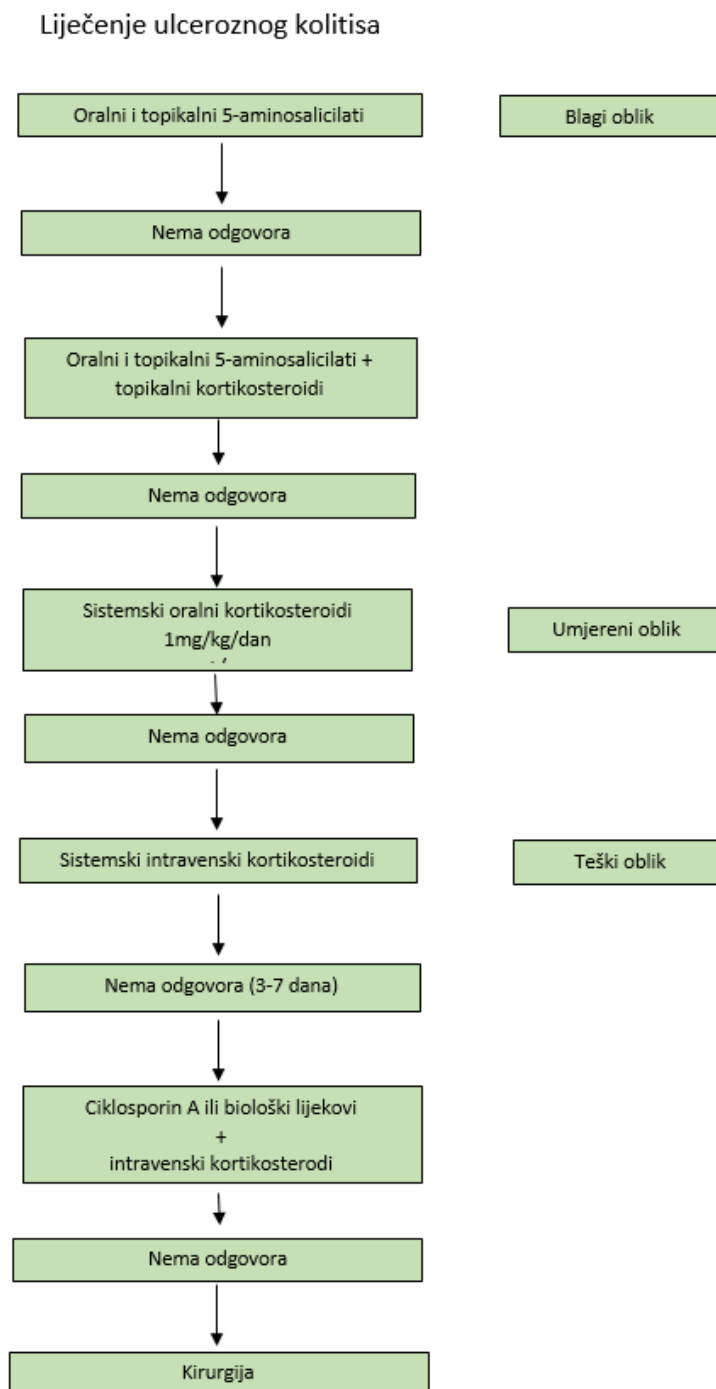 Liječenje ulceroznog kolitisa
Oralni i topikalni 5-aminosalicilati
Blagi oblik
Nema odgovora
Oralni i topikalni 5-aminosalicilati +
topikalni kortikosteroidi
Nema odgovora
Sistemski oralni kortikosteroidi
1mg/kg/dan
Umjereni oblik
Nema odgovora
Sistemski intravenski kortikosteroidi
Teški oblik
Nema odgovora (3-7 dana)
Ciklosporin A ili biološki lijekovi
+
intravenski kortikosterodi
Nema odgovora
Kirurgija